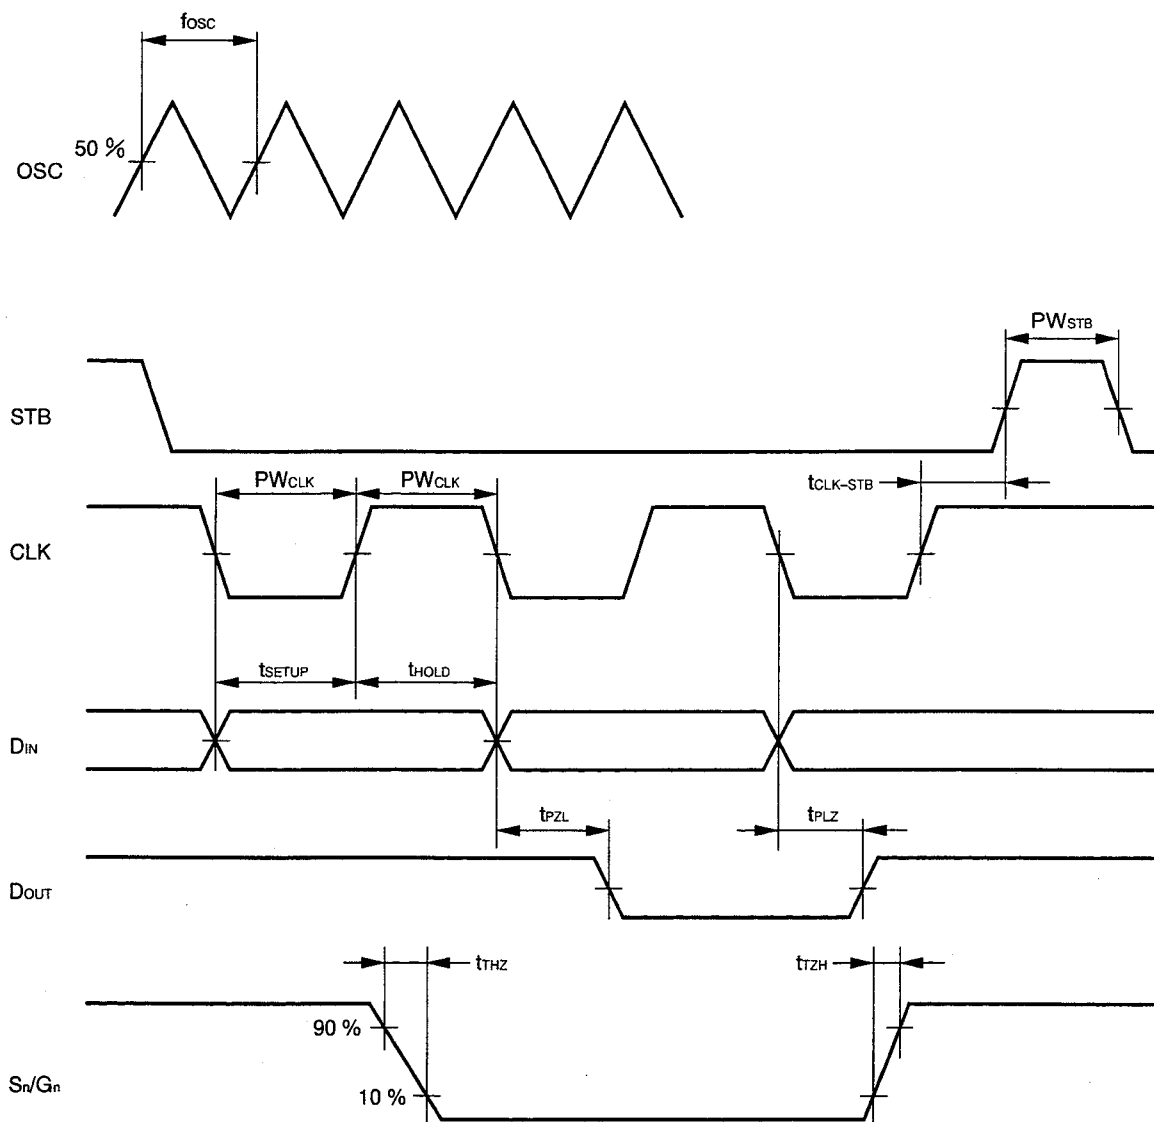 fOSC
50 %
OSC
PWSTB
STB
PWCLK PWCLK
tCLK-STB
CLK
tSETUP tHOLD
DIN
tPZL tPLZ
DOUT
tTHZ tTZH
90 %
10 %
Sn/Gn